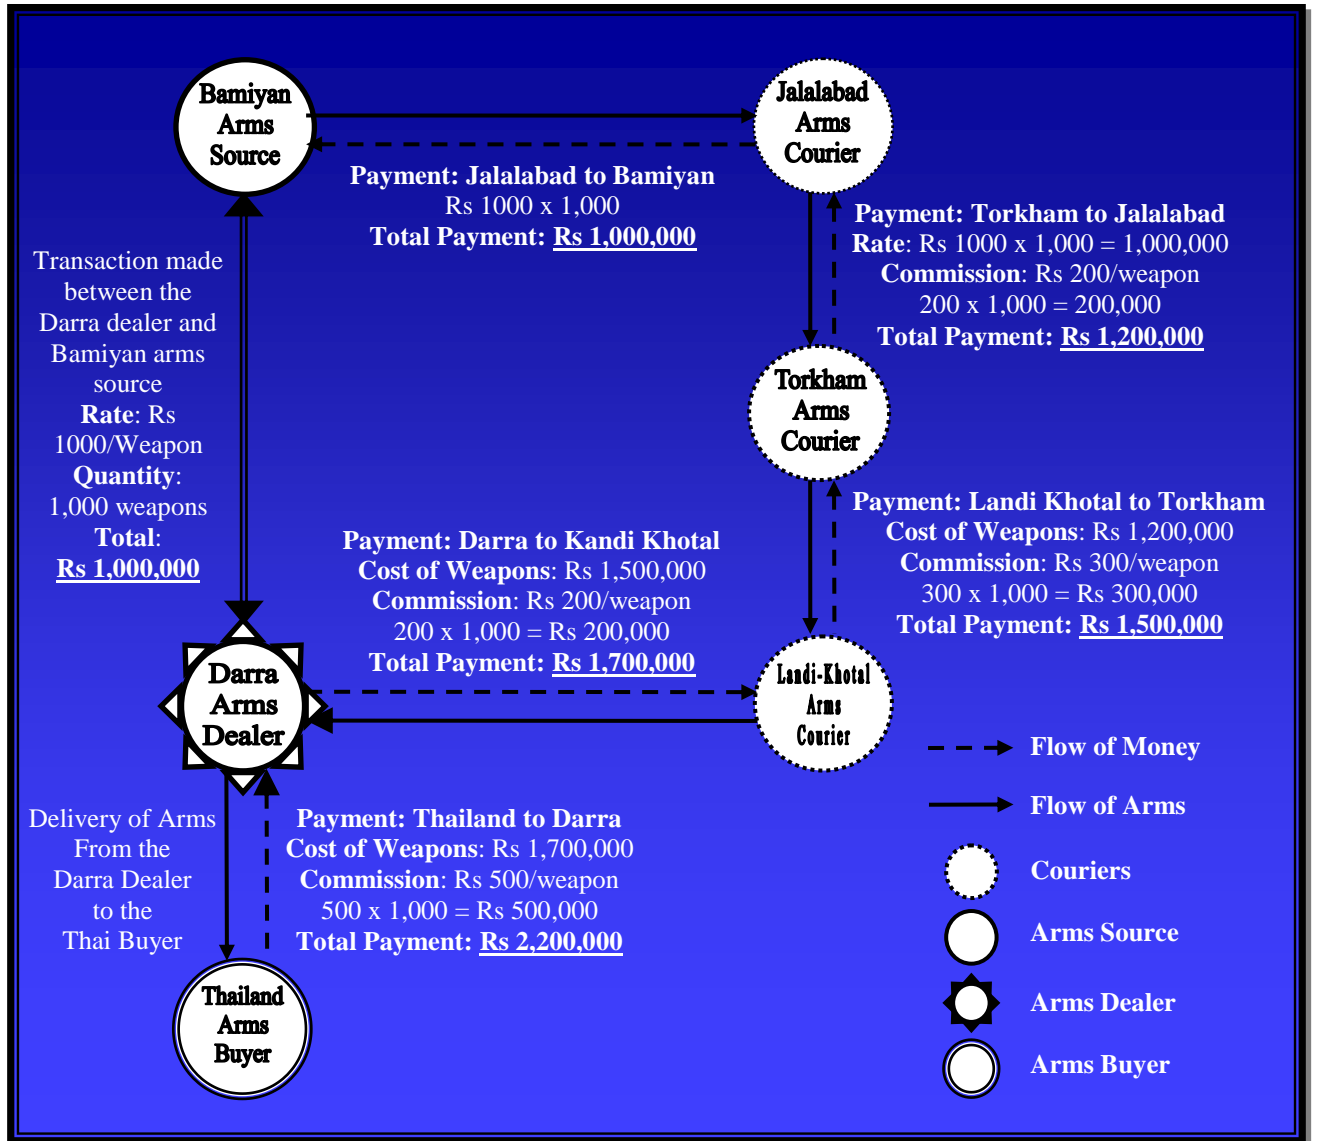 Bamiyan
Arms
Source
Jalalabad
Arms
Courier
Payment: Jalalabad to Bamiyan
Rs 1000 x 1,000
Total Payment: Rs 1,000,000
Payment: Torkham to Jalalabad
Rate: Rs 1000 x 1,000 = 1,000,000
Commission: Rs 200/weapon
200 x 1,000 = 200,000
Total Payment: Rs 1,200,000
Transaction made
between the
Darra dealer and
Bamiyan arms
source
Rate: Rs
1000/Weapon
Quantity:
1,000 weapons
Total:
Rs 1,000,000
Torkham
Arms
Courier
Payment: Landi Khotal to Torkham
Cost of Weapons: Rs 1,200,000
Commission: Rs 300/weapon
300 x 1,000 = Rs 300,000
Total Payment: Rs 1,500,000
Payment: Darra to Kandi Khotal
Cost of Weapons: Rs 1,500,000
Commission: Rs 200/weapon
200 x 1,000 = Rs 200,000
Total Payment: Rs 1,700,000
Darra
Arms
Dealer
Landi-Khotal
Arms
Courier
Delivery of Arms
From the
Darra Dealer
to the
Thai Buyer
Payment: Thailand to Darra
Cost of Weapons: Rs 1,700,000
Commission: Rs 500/weapon
500 x 1,000 = Rs 500,000
Total Payment: Rs 2,200,000
Thailand
Arms
Buyer
Flow of Money
Flow of Arms
Couriers
Arms Source
Arms Dealer
Arms Buyer